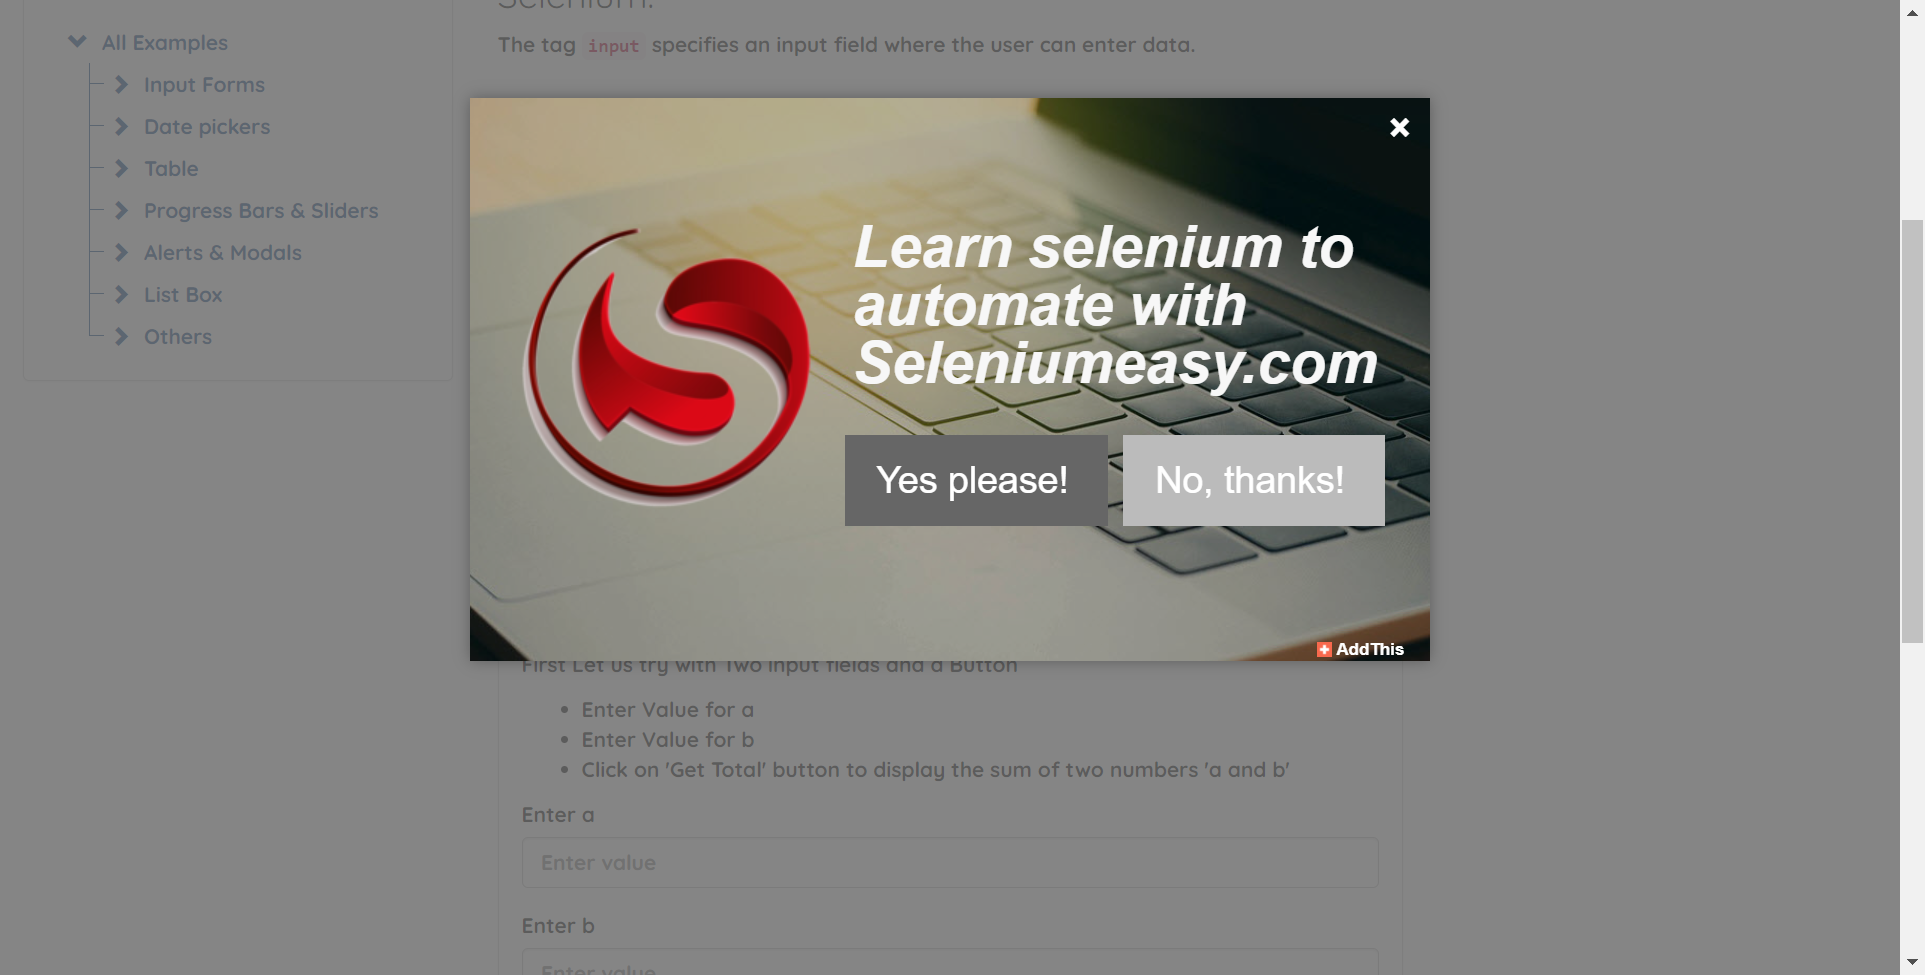 Selenium.
All Examples
Input Forms
Date pickers
Table
Progress Bars & Sliders
Alerts & Modals
List Box
Others
The tag input specifies an input field where the user can enter data.
Learn selenium to
automate with
Seleniumeasy.com
Yes please!
No, thanks!
AddThis
First Let us try with Two input fields and a Button
Enter Value for a
Enter Value for b
Click on 'Get Total' button to display the sum of two numbers 'a and b'
Enter a
Enter value
Enter b
Enter value